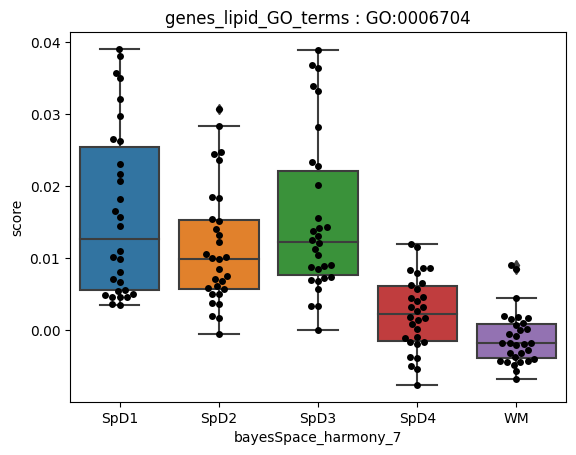 genes_lipid_GO_terms : GO:0006704
0.04
0.03
0.02
0.01
0.00
score
SpD1 SpD2 SpD3 SpD4 WM
bayesSpace_harmony_7